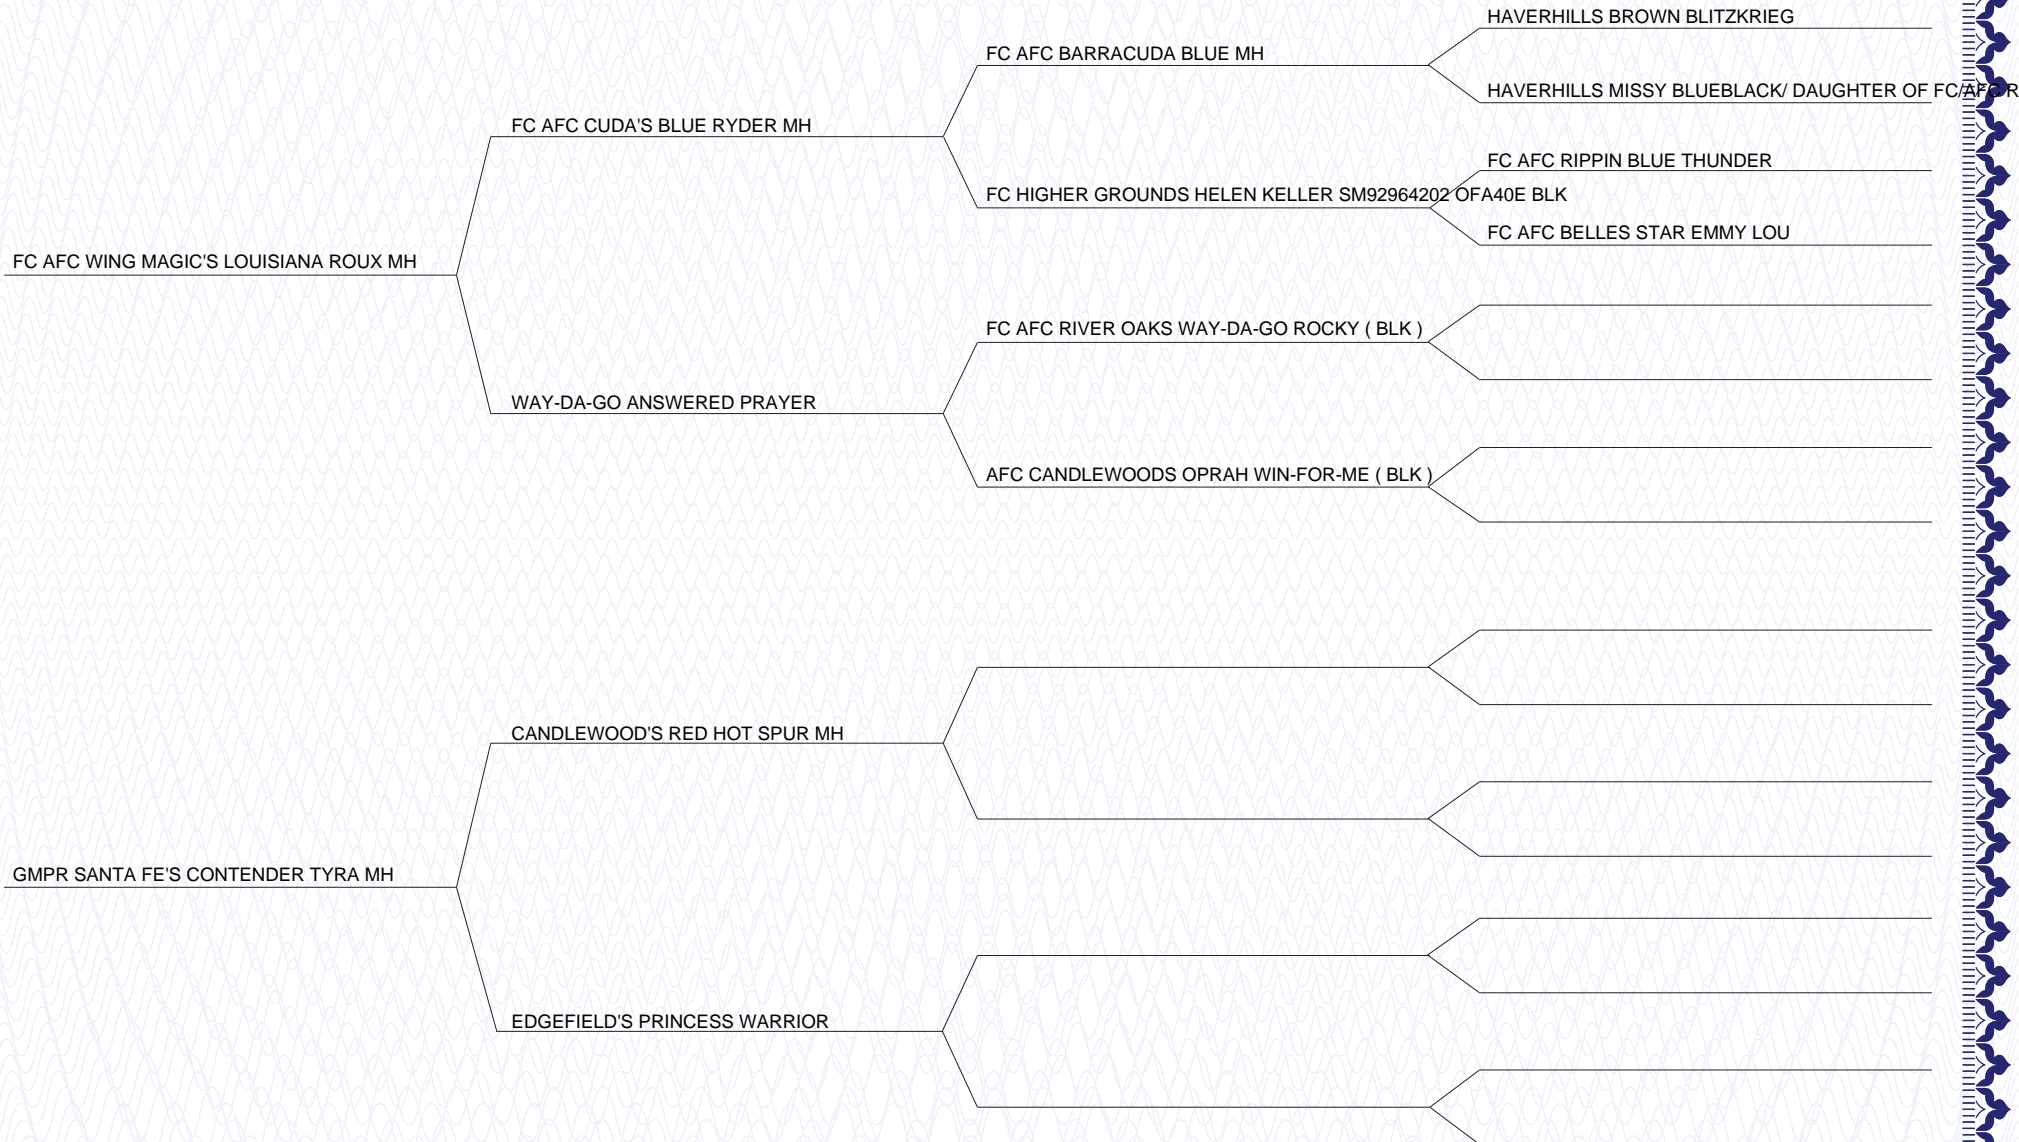 HAVERHILLS BROWN BLITZKRIEG
FC AFC BARRACUDA BLUE MH
HAVERHILLS MISSY BLUEBLACK/ DAUGHTER OF FC/AFC R
FC AFC CUDA'S BLUE RYDER MH
FC AFC RIPPIN BLUE THUNDER
FC HIGHER GROUNDS HELEN KELLER SM92964202 OFA40E BLK
FC AFC BELLES STAR EMMY LOU
FC AFC WING MAGIC'S LOUISIANA ROUX MH
FC AFC RIVER OAKS WAY-DA-GO ROCKY ( BLK )
WAY-DA-GO ANSWERED PRAYER
AFC CANDLEWOODS OPRAH WIN-FOR-ME ( BLK )
CANDLEWOOD'S RED HOT SPUR MH
GMPR SANTA FE'S CONTENDER TYRA MH
EDGEFIELD'S PRINCESS WARRIOR